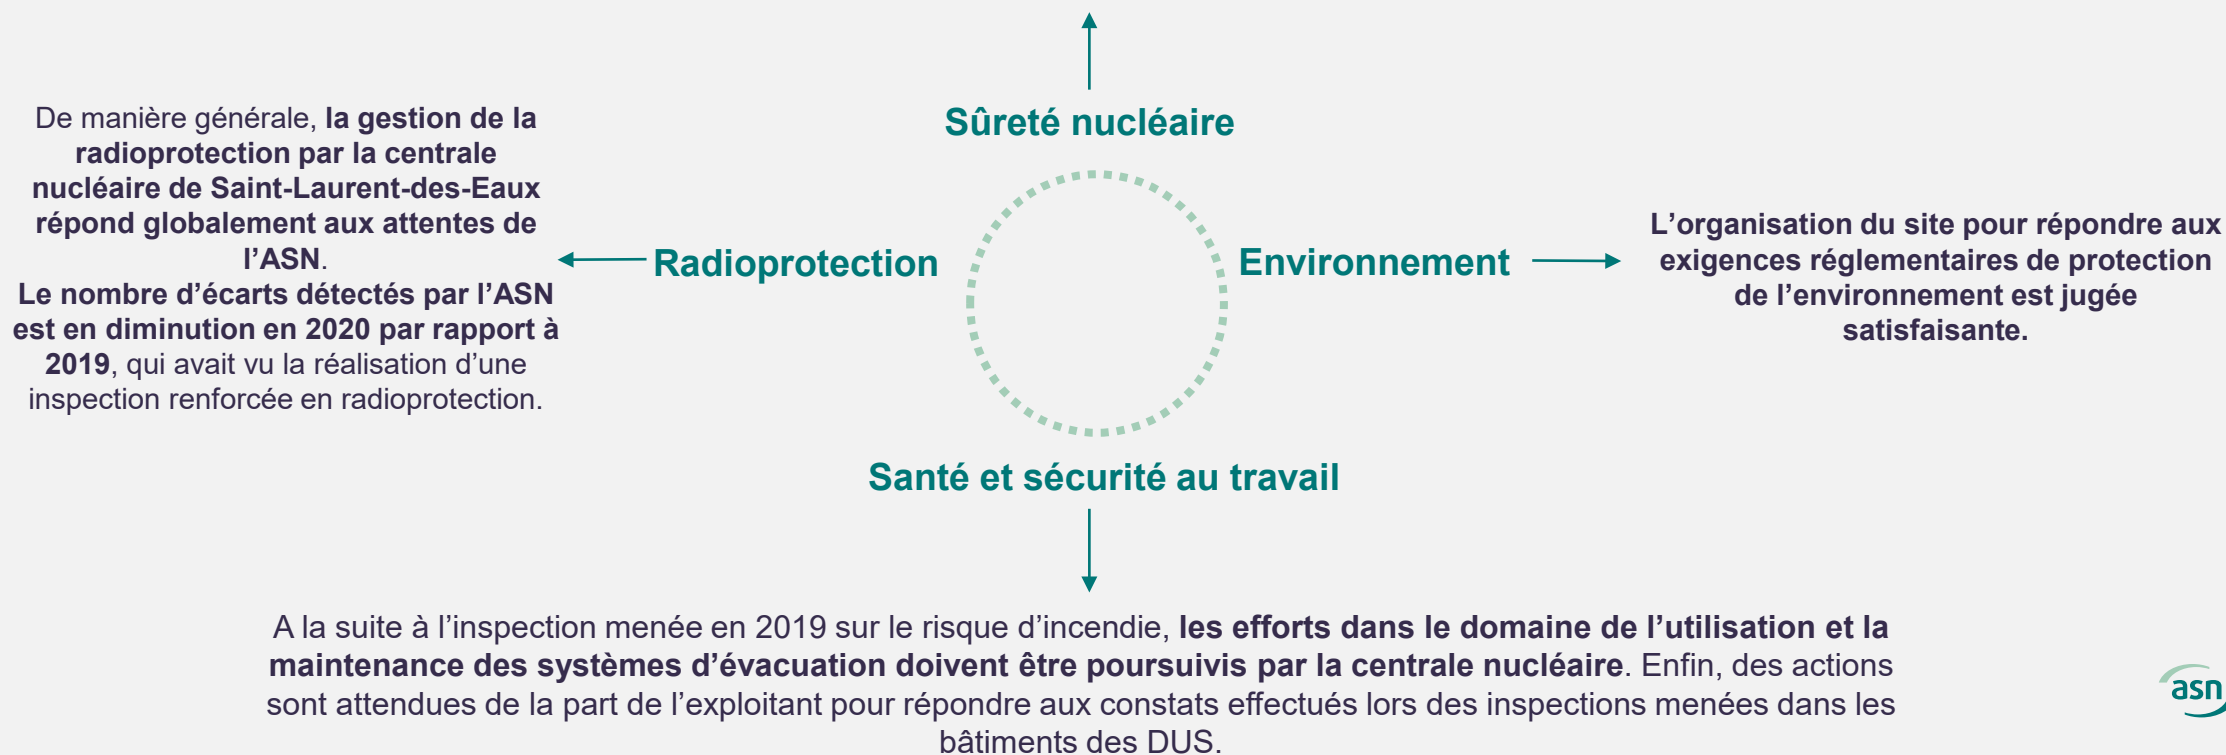 Sûreté nucléaire
De manière générale, la gestion de la
radioprotection par la centrale
nucléaire de Saint-Laurent-des-Eaux
répond globalement aux attentes de
l’ASN.
Le nombre d’écarts détectés par l’ASN
est en diminution en 2020 par rapport à
2019, qui avait vu la réalisation d’une
inspection renforcée en radioprotection.
Radioprotection
Environnement
L’organisation du site pour répondre aux
exigences réglementaires de protection
de l’environnement est jugée
satisfaisante.
Santé et sécurité au travail
A la suite à l’inspection menée en 2019 sur le risque d’incendie, les efforts dans le domaine de l’utilisation et la
maintenance des systèmes d’évacuation doivent être poursuivis par la centrale nucléaire. Enfin, des actions
sont attendues de la part de l’exploitant pour répondre aux constats effectués lors des inspections menées dans les
bâtiments des DUS.
asn